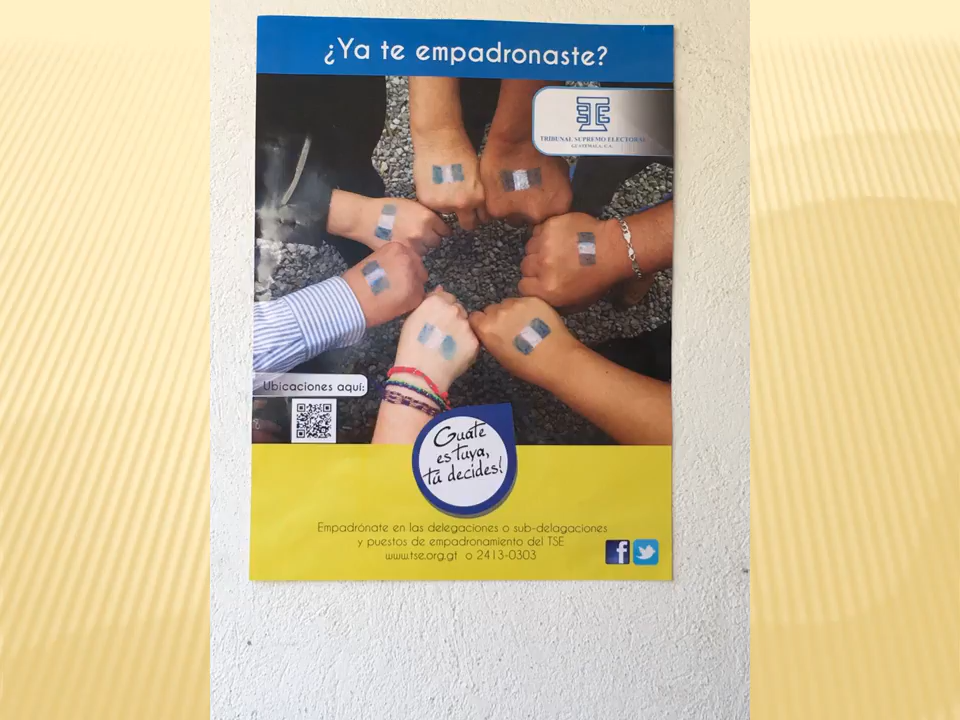 ¿Ya te empadronaste?
TRIBUNAL SUPREMO ELECTORAL
GUATEMALA, C.A.
Ubicaciones aquí:
Guate
es tuya,
tú decides!
Empadrónate en las delegaciones o sub-delagaciones
y puestos de empadronamiento del TSE
www.tse.org.gt o 2413-0303